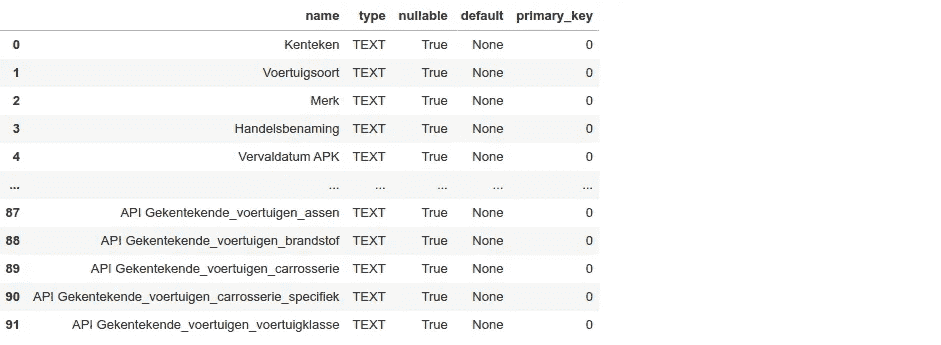 name type nullable default primary_key
0 Kenteken TEXT True None 0
1 Voertuigsoort TEXT True None 0
2 Merk TEXT True None 0
3 Handelsbenaming TEXT True None 0
4 Vervaldatum APK TEXT True None 0
... ... ... ... ... ...
87 API Gekentekende_voertuigen_assen TEXT True None 0
88 API Gekentekende_voertuigen_brandstof TEXT True None 0
89 API Gekentekende_voertuigen_carrosserie TEXT True None 0
90 API Gekentekende_voertuigen_carrosserie_specifiek TEXT True None 0
91 API Gekentekende_voertuigen_voertuigklasse TEXT True None 0